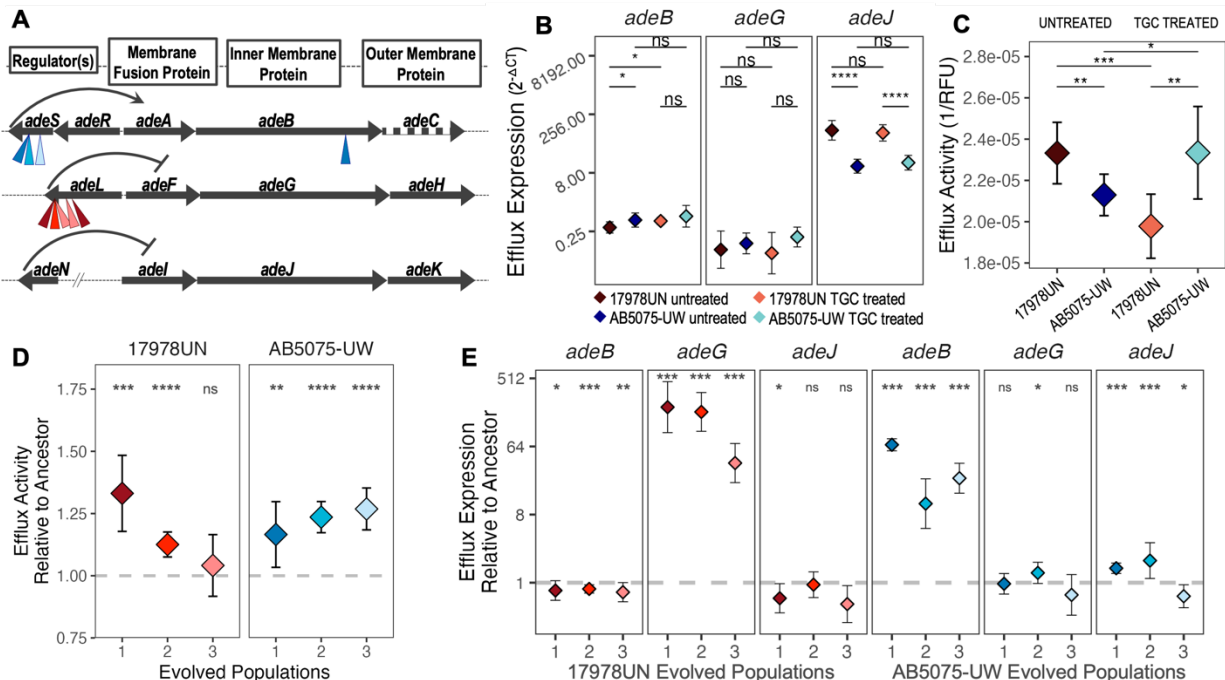 A
Regulator(s)
Membrane
Fusion Protein
Inner Membrane
Protein
Outer Membrane
Protein
adeS
adeR
adeA
adeB
adeC
adeL
adeF
adeG
adeH
adeN
//
adeI
adeJ
adeK
B
adeB
adeG
adeJ
Efflux Expression (2-ΔCT)
8192.00
256.00
8.00
0.25
ns
*
*
ns
ns
ns
ns
ns
ns
ns
****
****
17978UN untreated
17978UN TGC treated
AB5075-UW untreated
AB5075-UW TGC treated
C
UNTREATED
TGC TREATED
Efflux Activity (1/RFU)
2.8e-05
2.6e-05
2.4e-05
2.2e-05
2.0e-05
1.8e-05
*
***
**
**
17978UN
AB5075-UW
17978UN
AB5075-UW
D
17978UN
AB5075-UW
Efflux Activity
Relative to Ancestor
1.75
1.50
1.25
1.00
0.75
*** **** ns
** **** ****
1 2 3
1 2 3
Evolved Populations
E
adeB
adeG
adeJ
adeB
adeG
adeJ
Efflux Expression
Relative to Ancestor
512
64
8
1
* *** **
*** *** ***
* ns ns
*** *** ***
ns * ns
*** *** *
1 2 3
1 2 3
1 2 3
1 2 3
1 2 3
1 2 3
17978UN Evolved Populations
AB5075-UW Evolved Populations